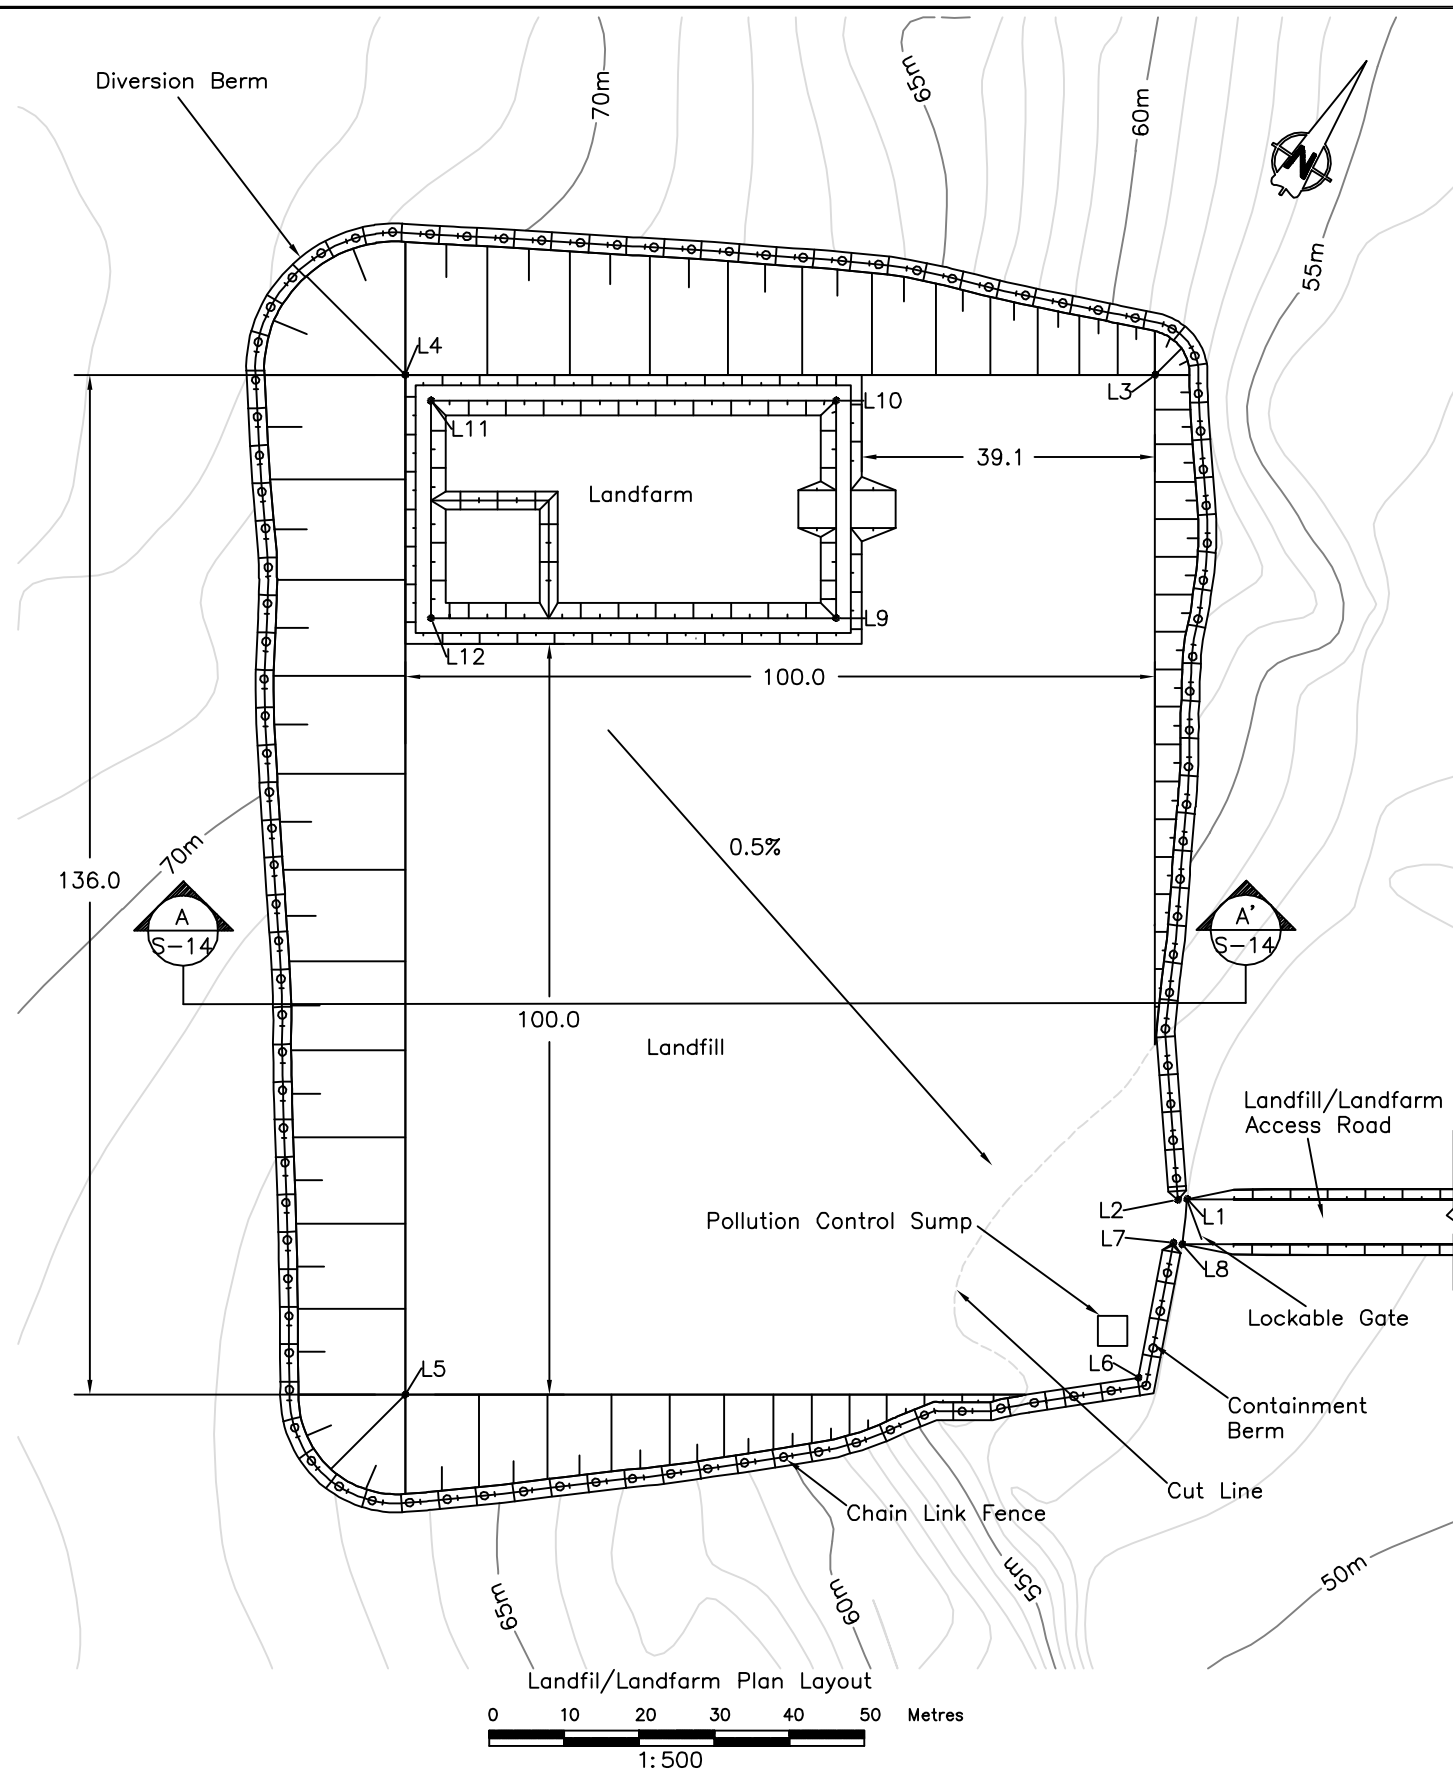 Diversion Berm
70m
65m
60m
N
55m
L4
L3
L10
L11
39.1
Landfarm
L9
L12
100.0
0.5%
70m
136.0
A
S-14
A'
S-14
100.0
Landfill
Landfill/Landfarm
Access Road
L2
L1
Pollution Control Sump
L7
L8
Lockable Gate
L6
L5
Containment
Berm
Cut Line
Chain Link Fence
65m
60m
55m
50m
Landfil/Landfarm Plan Layout
0 10 20 30 40 50 Metres
1:500